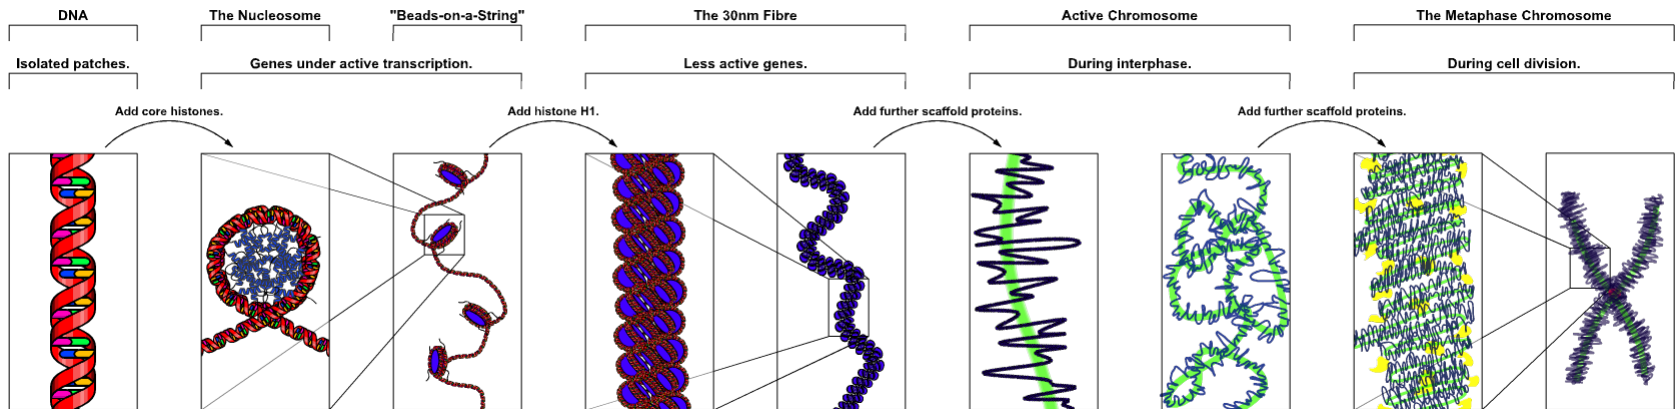 DNA
The Nucleosome
"Beads-on-a-String"
The 30nm Fibre
Active Chromosome
The Metaphase Chromosome
Isolated patches.
Genes under active transcription.
Less active genes.
During interphase.
During cell division.
Add core histones.
Add histone H1.
Add further scaffold proteins.
Add further scaffold proteins.